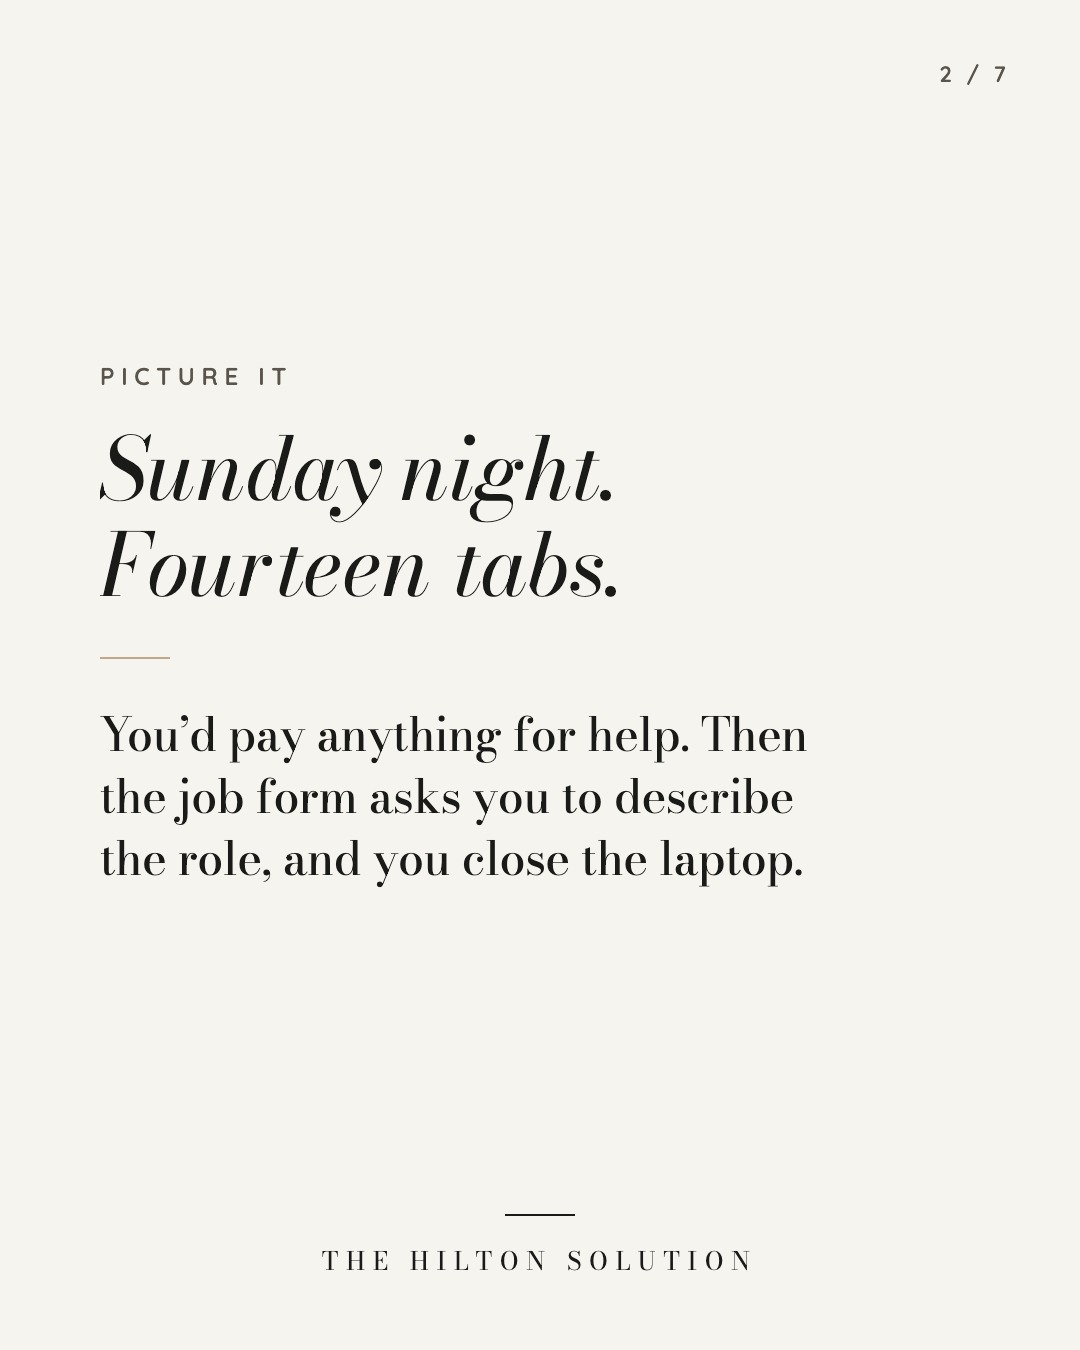 2 / 7
PICTURE IT
Sunday night.
Fourteen tabs.
You’d pay anything for help. Then
the job form asks you to describe
the role, and you close the laptop.
THE HILTON SOLUTION